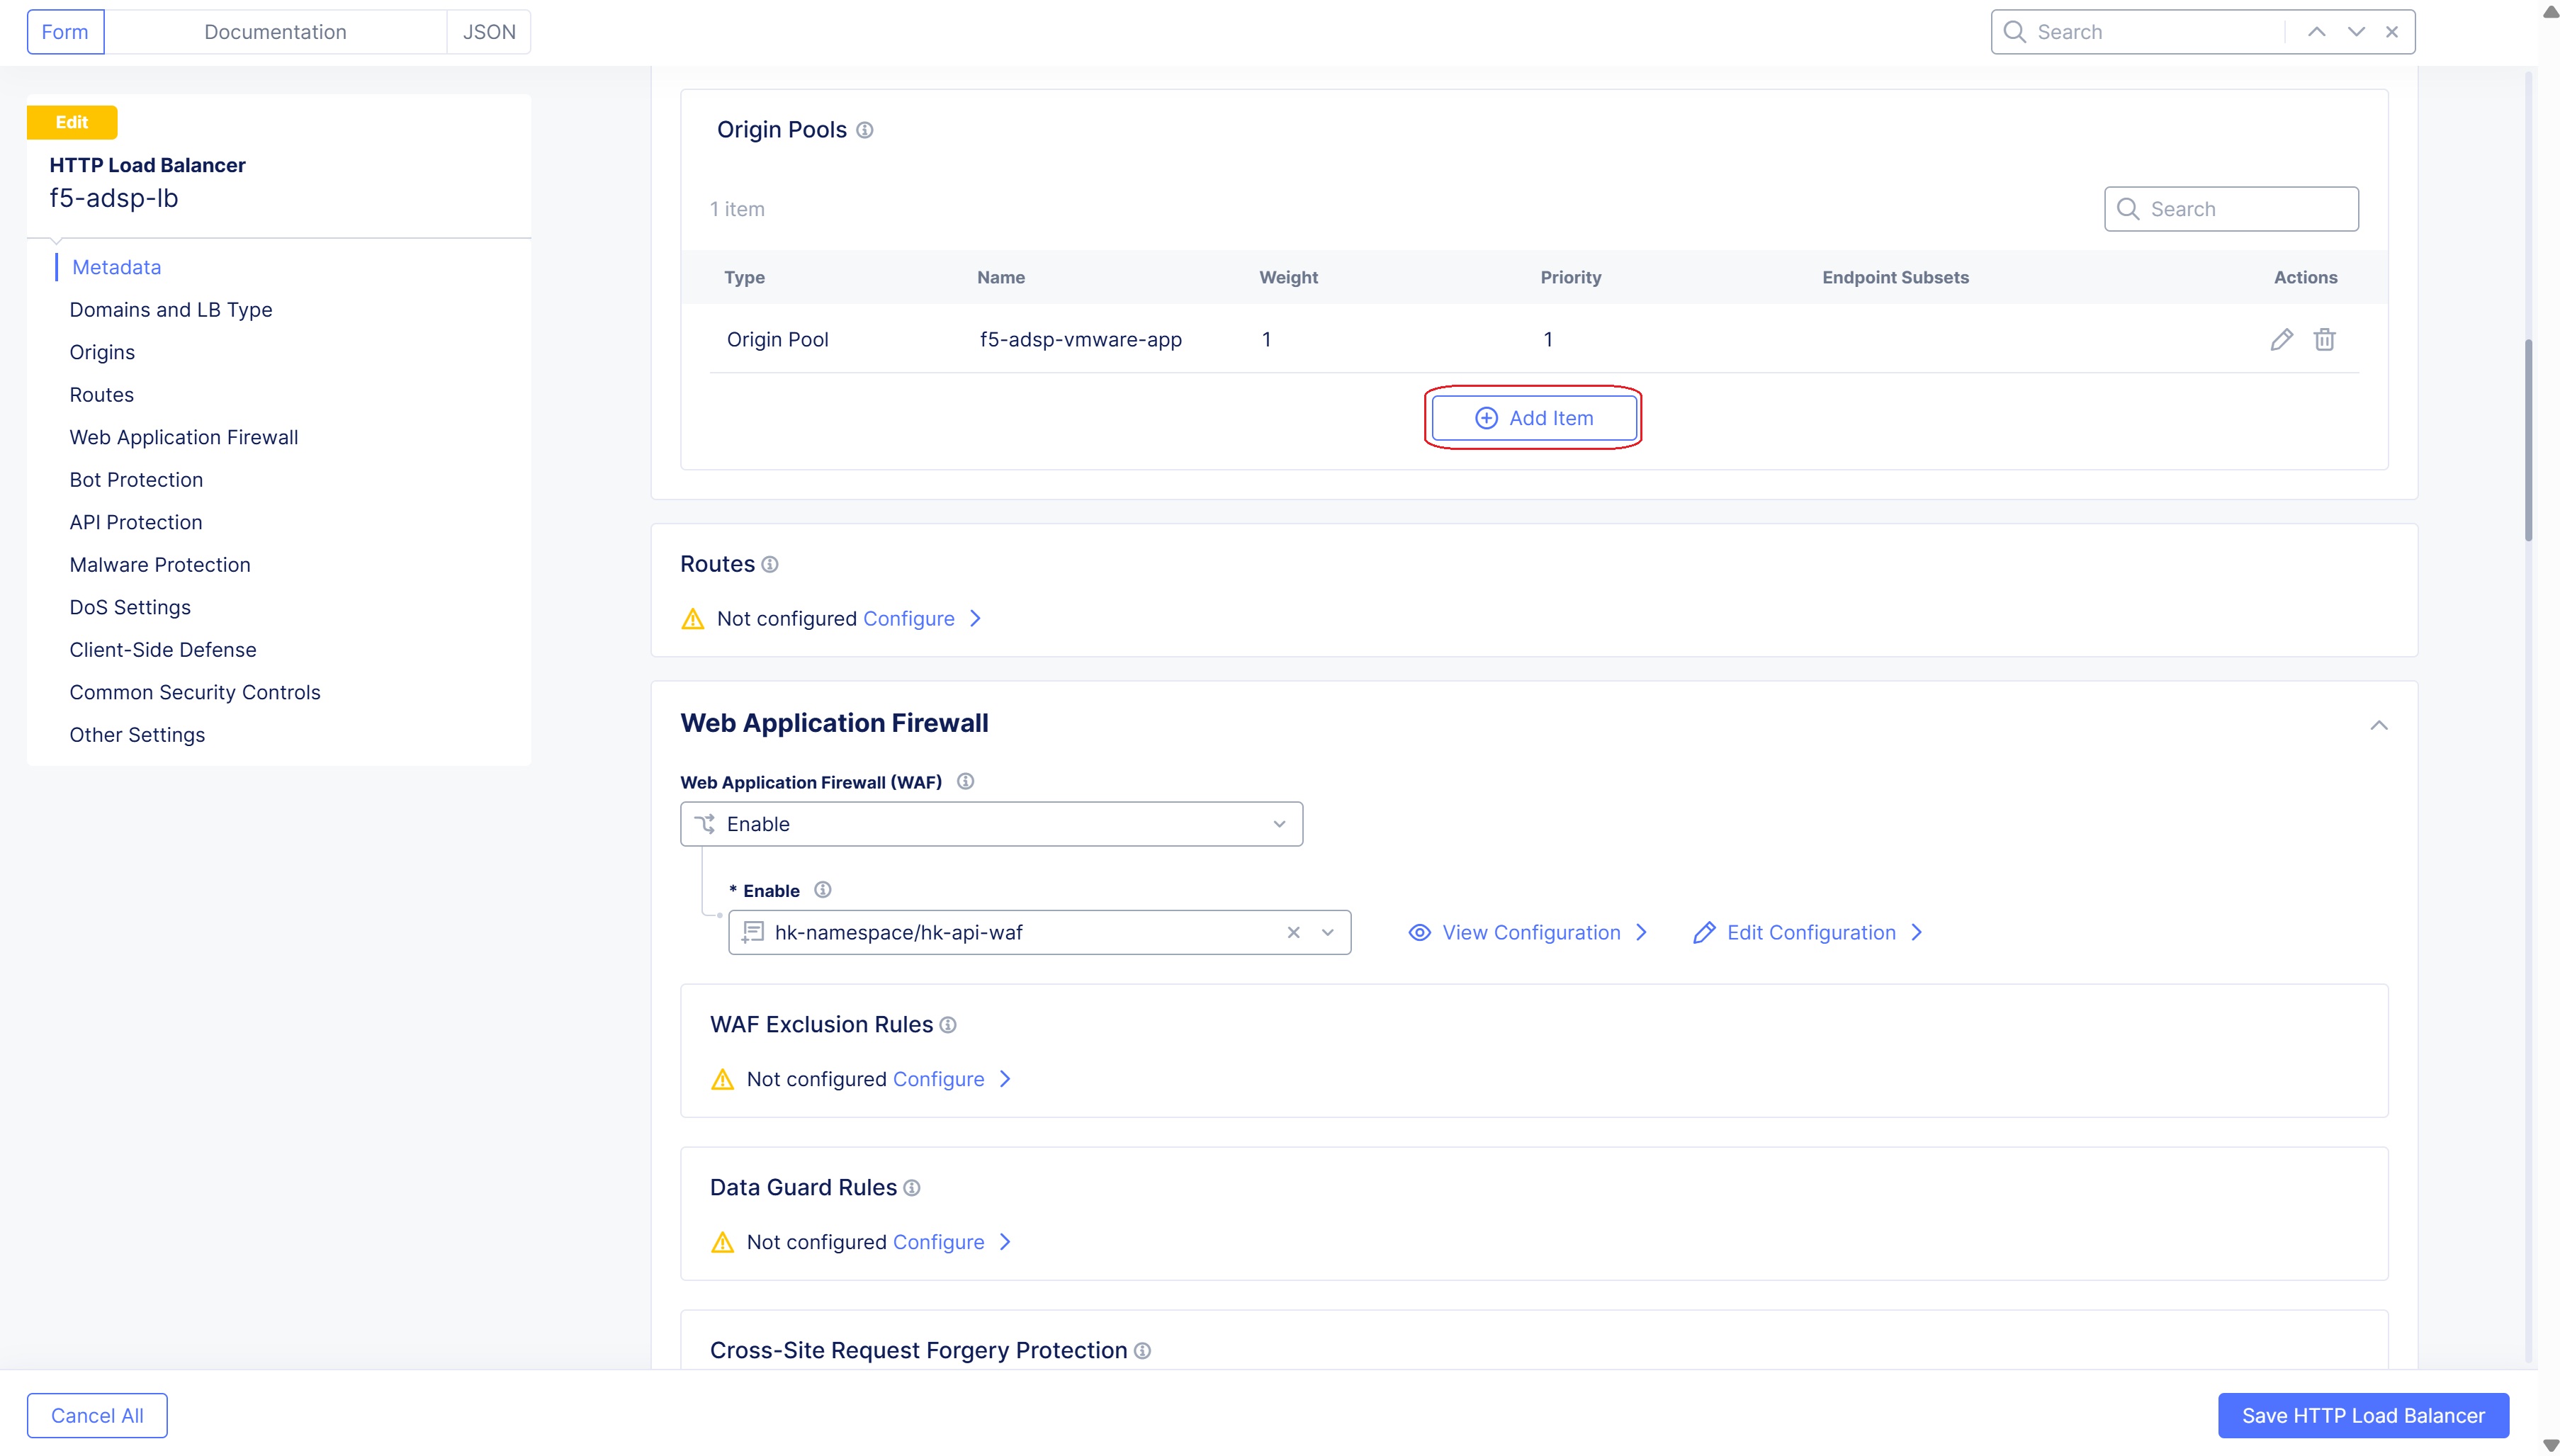 Form Documentation JSON
Search
Edit
HTTP Load Balancer
f5-adsp-lb
Metadata
Domains and LB Type
Origins
Routes
Web Application Firewall
Bot Protection
API Protection
Malware Protection
DoS Settings
Client-Side Defense
Common Security Controls
Other Settings
Origin Pools
1 item
Search
Type Name Weight Priority Endpoint Subsets Actions
Origin Pool f5-adsp-vmware-app 1 1
Add Item
Routes
Not configured Configure
Web Application Firewall
Web Application Firewall (WAF)
Enable
* Enable
hk-namespace/hk-api-waf View Configuration Edit Configuration
WAF Exclusion Rules
Not configured Configure
Data Guard Rules
Not configured Configure
Cross-Site Request Forgery Protection
Cancel All Save HTTP Load Balancer